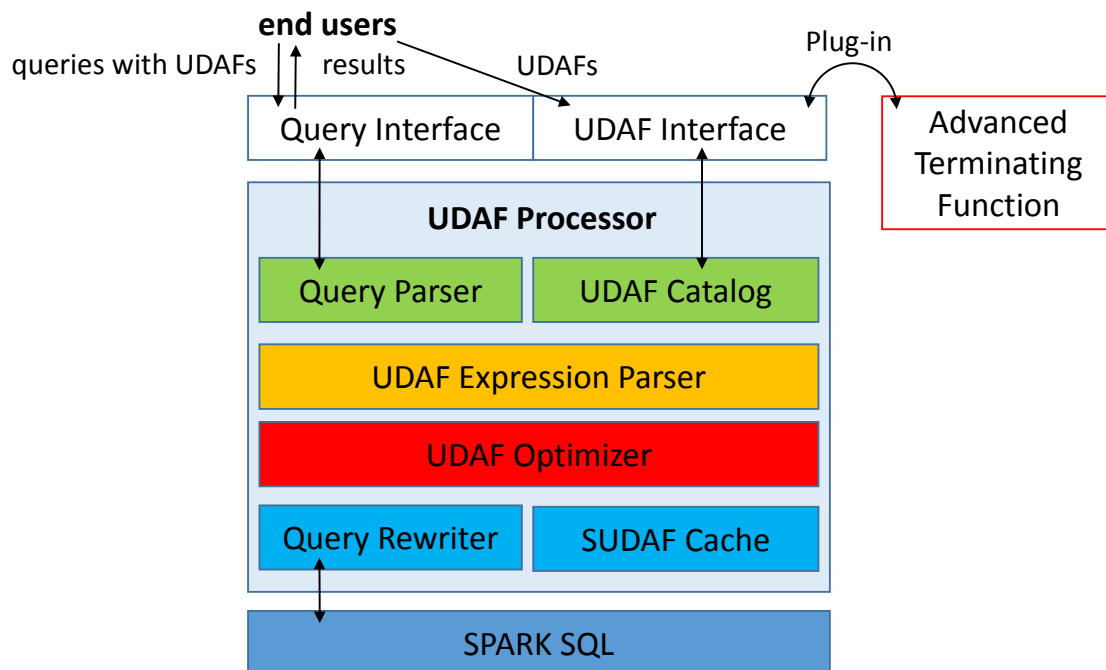 end users
Plug-in
queries with UDAFs
results
UDAFs
Query Interface
UDAF Interface
Advanced
Terminating
Function
UDAF Processor
Query Parser
UDAF Catalog
UDAF Expression Parser
UDAF Optimizer
Query Rewriter
SUDAF Cache
SPARK SQL